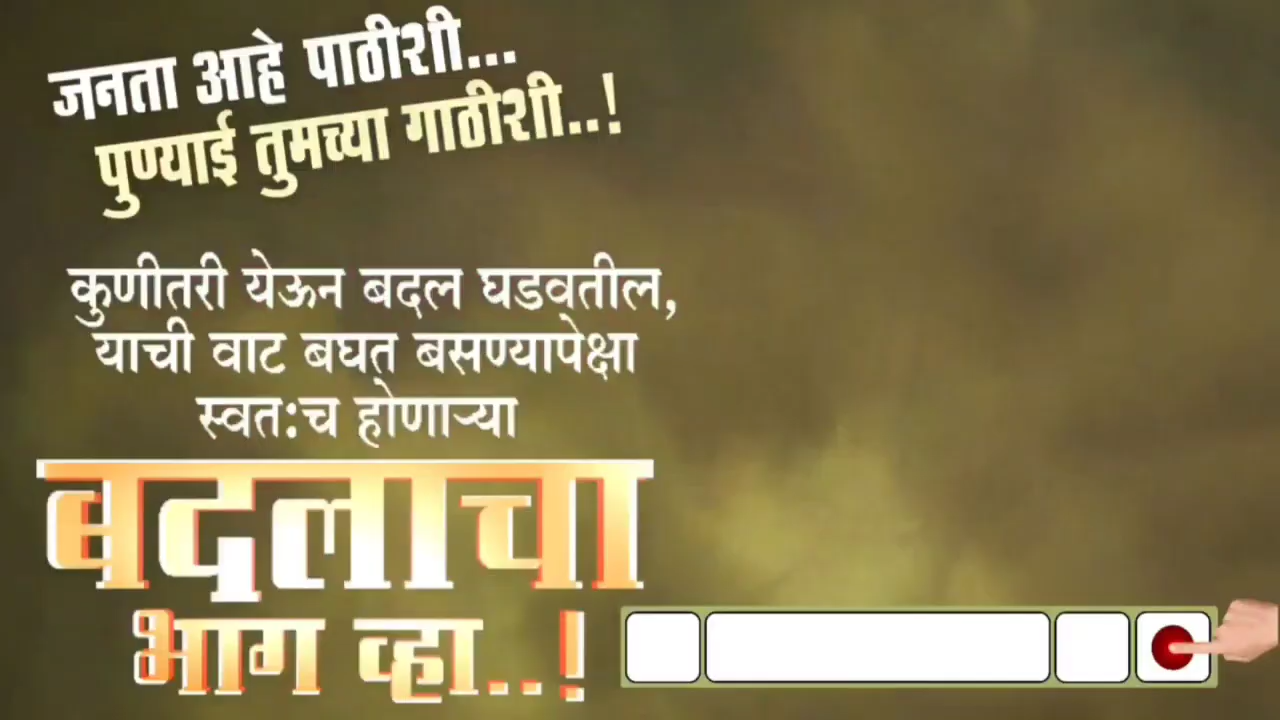 जनता आहे पाठीशी...
पुण्याई तुमच्या गाठीशी..!
कुणीतरी येऊन बदल घडवतील,
याची वाट बघत बसण्यापेक्षा
स्वत:च होणाऱ्या
बदलाचा
भाग व्हा..!